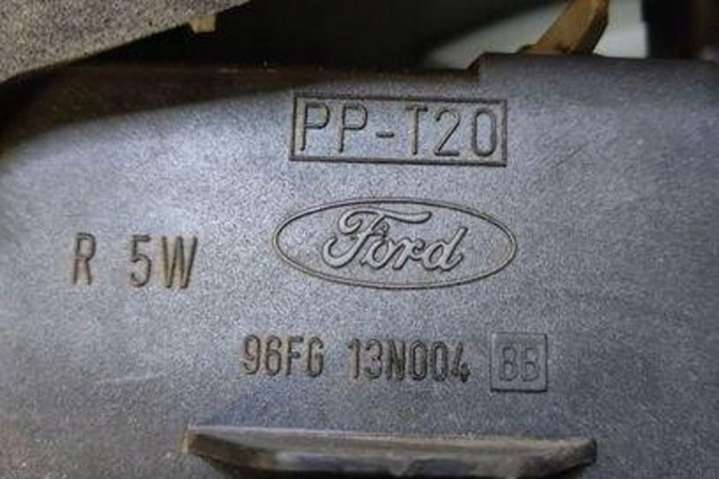 PP-T20
Ford
R 5W
96FG 13N004 BB